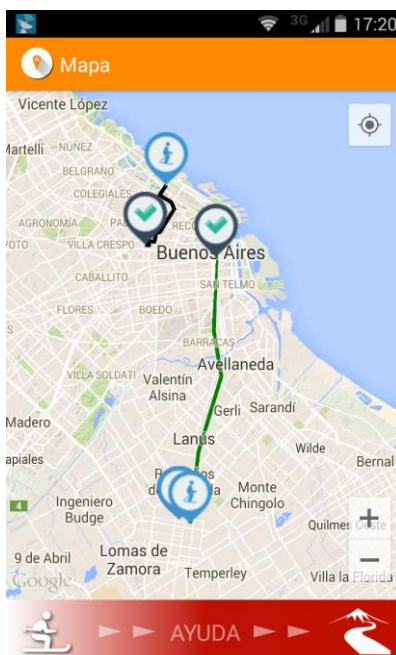 3G 17:20
Mapa
Vicente López
Martelli NÚÑEZ
BELGRANO
COLEGIALES
AGRONOMÍA
VILLA CRESPO
Buenos Aires
CABALLITO SAN TELMO
FLORES BOEDO
BARRACAS
Avellaneda
VILLA SOLDATI Valentín
Alsina
Gerli Sarandí
Madero
Lanús
Wilde
Bernal
Monte
Chingolo
4
Ingeniero
Budge
Quilmes Oeste
9 de Abril Lomas de
Zamora Temperley Villa la Florida
Google
AYUDA